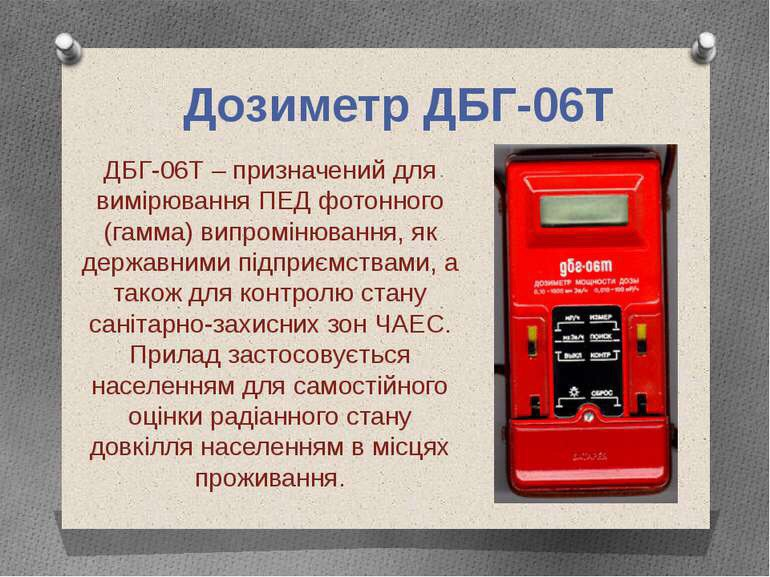 Дозиметр ДБГ-06Т
ДБГ-06Т – призначений для
вимірювання ПЕД фотонного
(гамма) випромінювання, як
державними підприємствами, а
також для контролю стану
санітарно-захисних зон ЧАЕС.
Прилад застосовується
населенням для самостійного
оцінки радіанного стану
довкілля населенням в місцях
проживання.
дбг-06т
ДОЗИМЕТР МОЩНОСТИ ДОЗЫ
мР/ч ИЗМЕР
мкЗв/ч ПОИСК
ВЫКЛ КОНТР
СБРОС
БАТАРЕЯ